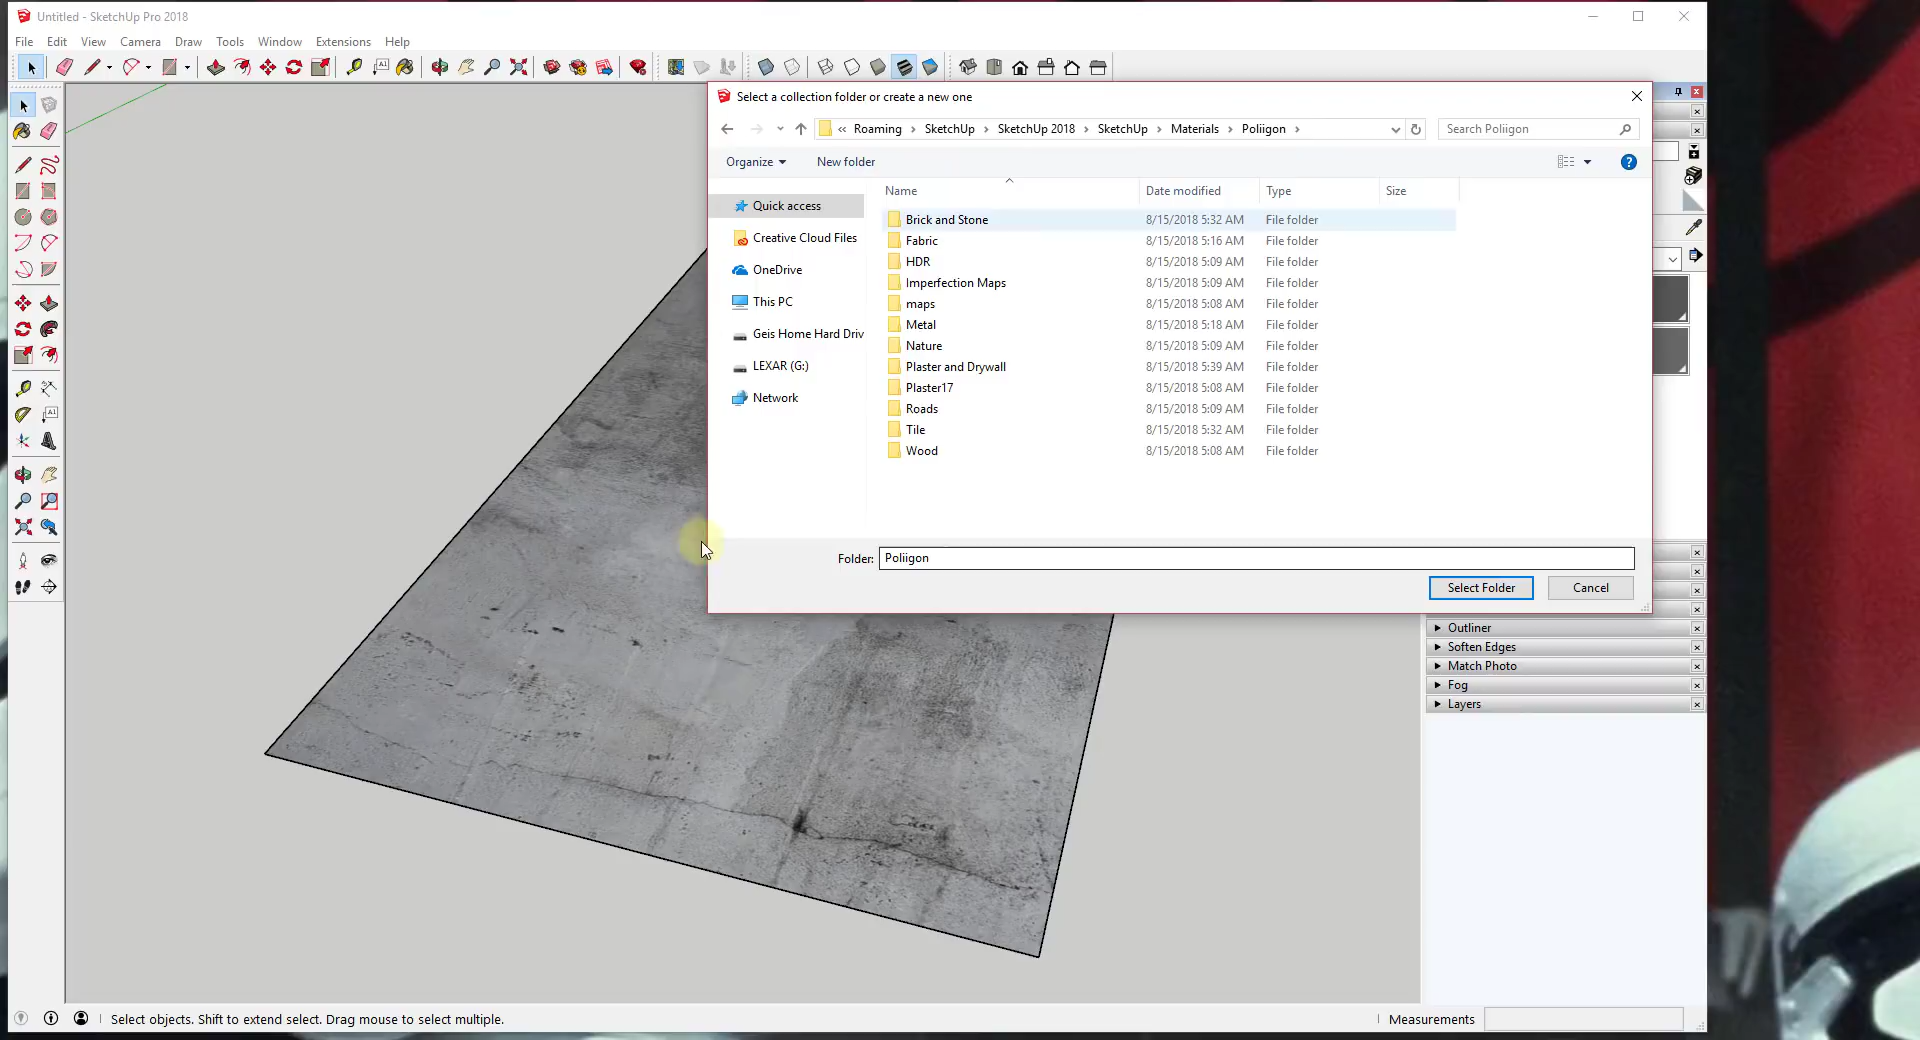 Untitled - SketchUp Pro 2018
File Edit View Camera Draw Tools Window Extensions Help
Select a collection folder or create a new one
« Roaming › SketchUp › SketchUp 2018 › SketchUp › Materials › Poliigon ›
Search Poliigon
Organize
New folder
Name Date modified Type Size
Quick access
Creative Cloud Files
OneDrive
This PC
Geis Home Hard Driv
LEXAR (G:)
Network
Brick and Stone 8/15/2018 5:32 AM File folder
Fabric 8/15/2018 5:16 AM File folder
HDR 8/15/2018 5:09 AM File folder
Imperfection Maps 8/15/2018 5:09 AM File folder
maps 8/15/2018 5:08 AM File folder
Metal 8/15/2018 5:18 AM File folder
Nature 8/15/2018 5:09 AM File folder
Plaster and Drywall 8/15/2018 5:39 AM File folder
Plaster17 8/15/2018 5:08 AM File folder
Roads 8/15/2018 5:09 AM File folder
Tile 8/15/2018 5:32 AM File folder
Wood 8/15/2018 5:08 AM File folder
Folder: Poliigon
Select Folder
Cancel
Outliner
Soften Edges
Match Photo
Fog
Layers
Select objects. Shift to extend select. Drag mouse to select multiple.
Measurements